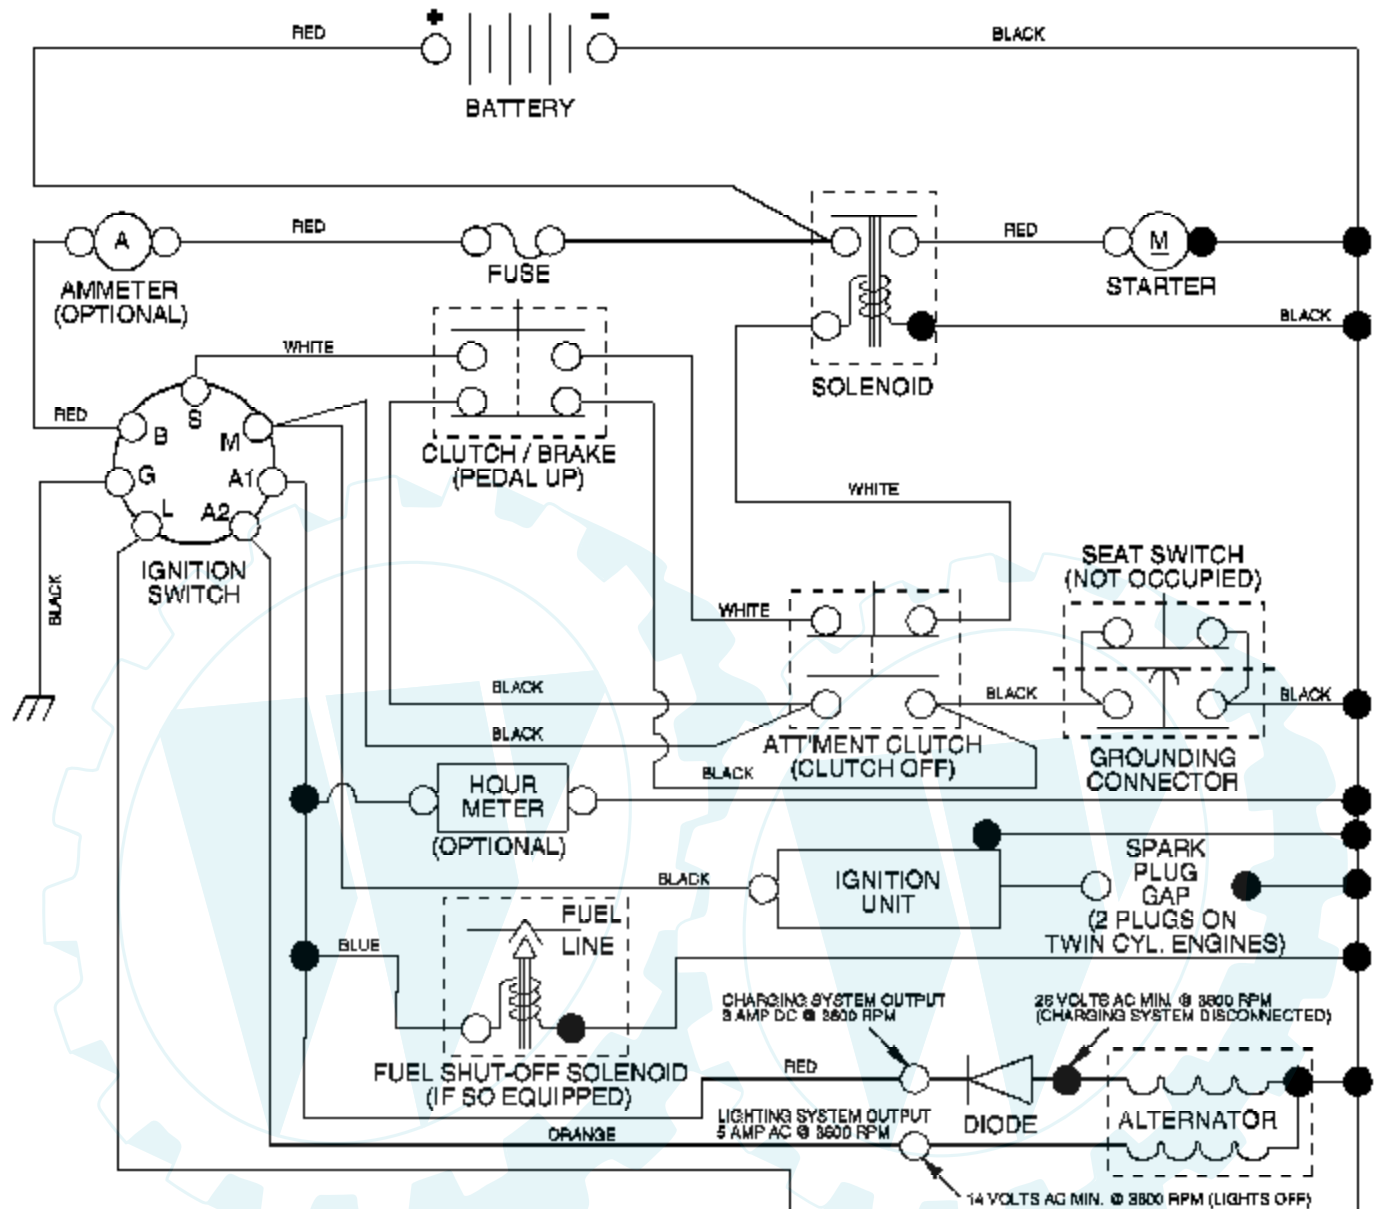 + −
RED
BLACK
BATTERY
A
RED
FUSE
RED
M
STARTER
AMMETER
(OPTIONAL)
BLACK
WHITE
SOLENOID
RED
S
B
M
CLUTCH / BRAKE
(PEDAL UP)
G
A1
L
A2
WHITE
IGNITION
SWITCH
BLACK
SEAT SWITCH
(NOT OCCUPIED)
WHITE
BLACK
BLACK
BLACK
BLACK
ATT'MENT CLUTCH
(CLUTCH OFF)
GROUNDING
CONNECTOR
BLACK
HOUR
METER
(OPTIONAL)
BLACK
IGNITION
UNIT
SPARK
PLUG
GAP
(2 PLUGS ON
TWIN CYL. ENGINES)
FUEL
LINE
BLUE
CHARGING SYSTEM OUTPUT
3 AMP DC @ 3600 RPM
28 VOLTS AC MIN. @ 3600 RPM
(CHARGING SYSTEM DISCONNECTED)
FUEL SHUT-OFF SOLENOID
(IF SO EQUIPPED)
RED
DIODE
ALTERNATOR
LIGHTING SYSTEM OUTPUT
5 AMP AC @ 3600 RPM
ORANGE
14 VOLTS AC MIN. @ 3600 RPM (LIGHTS OFF)